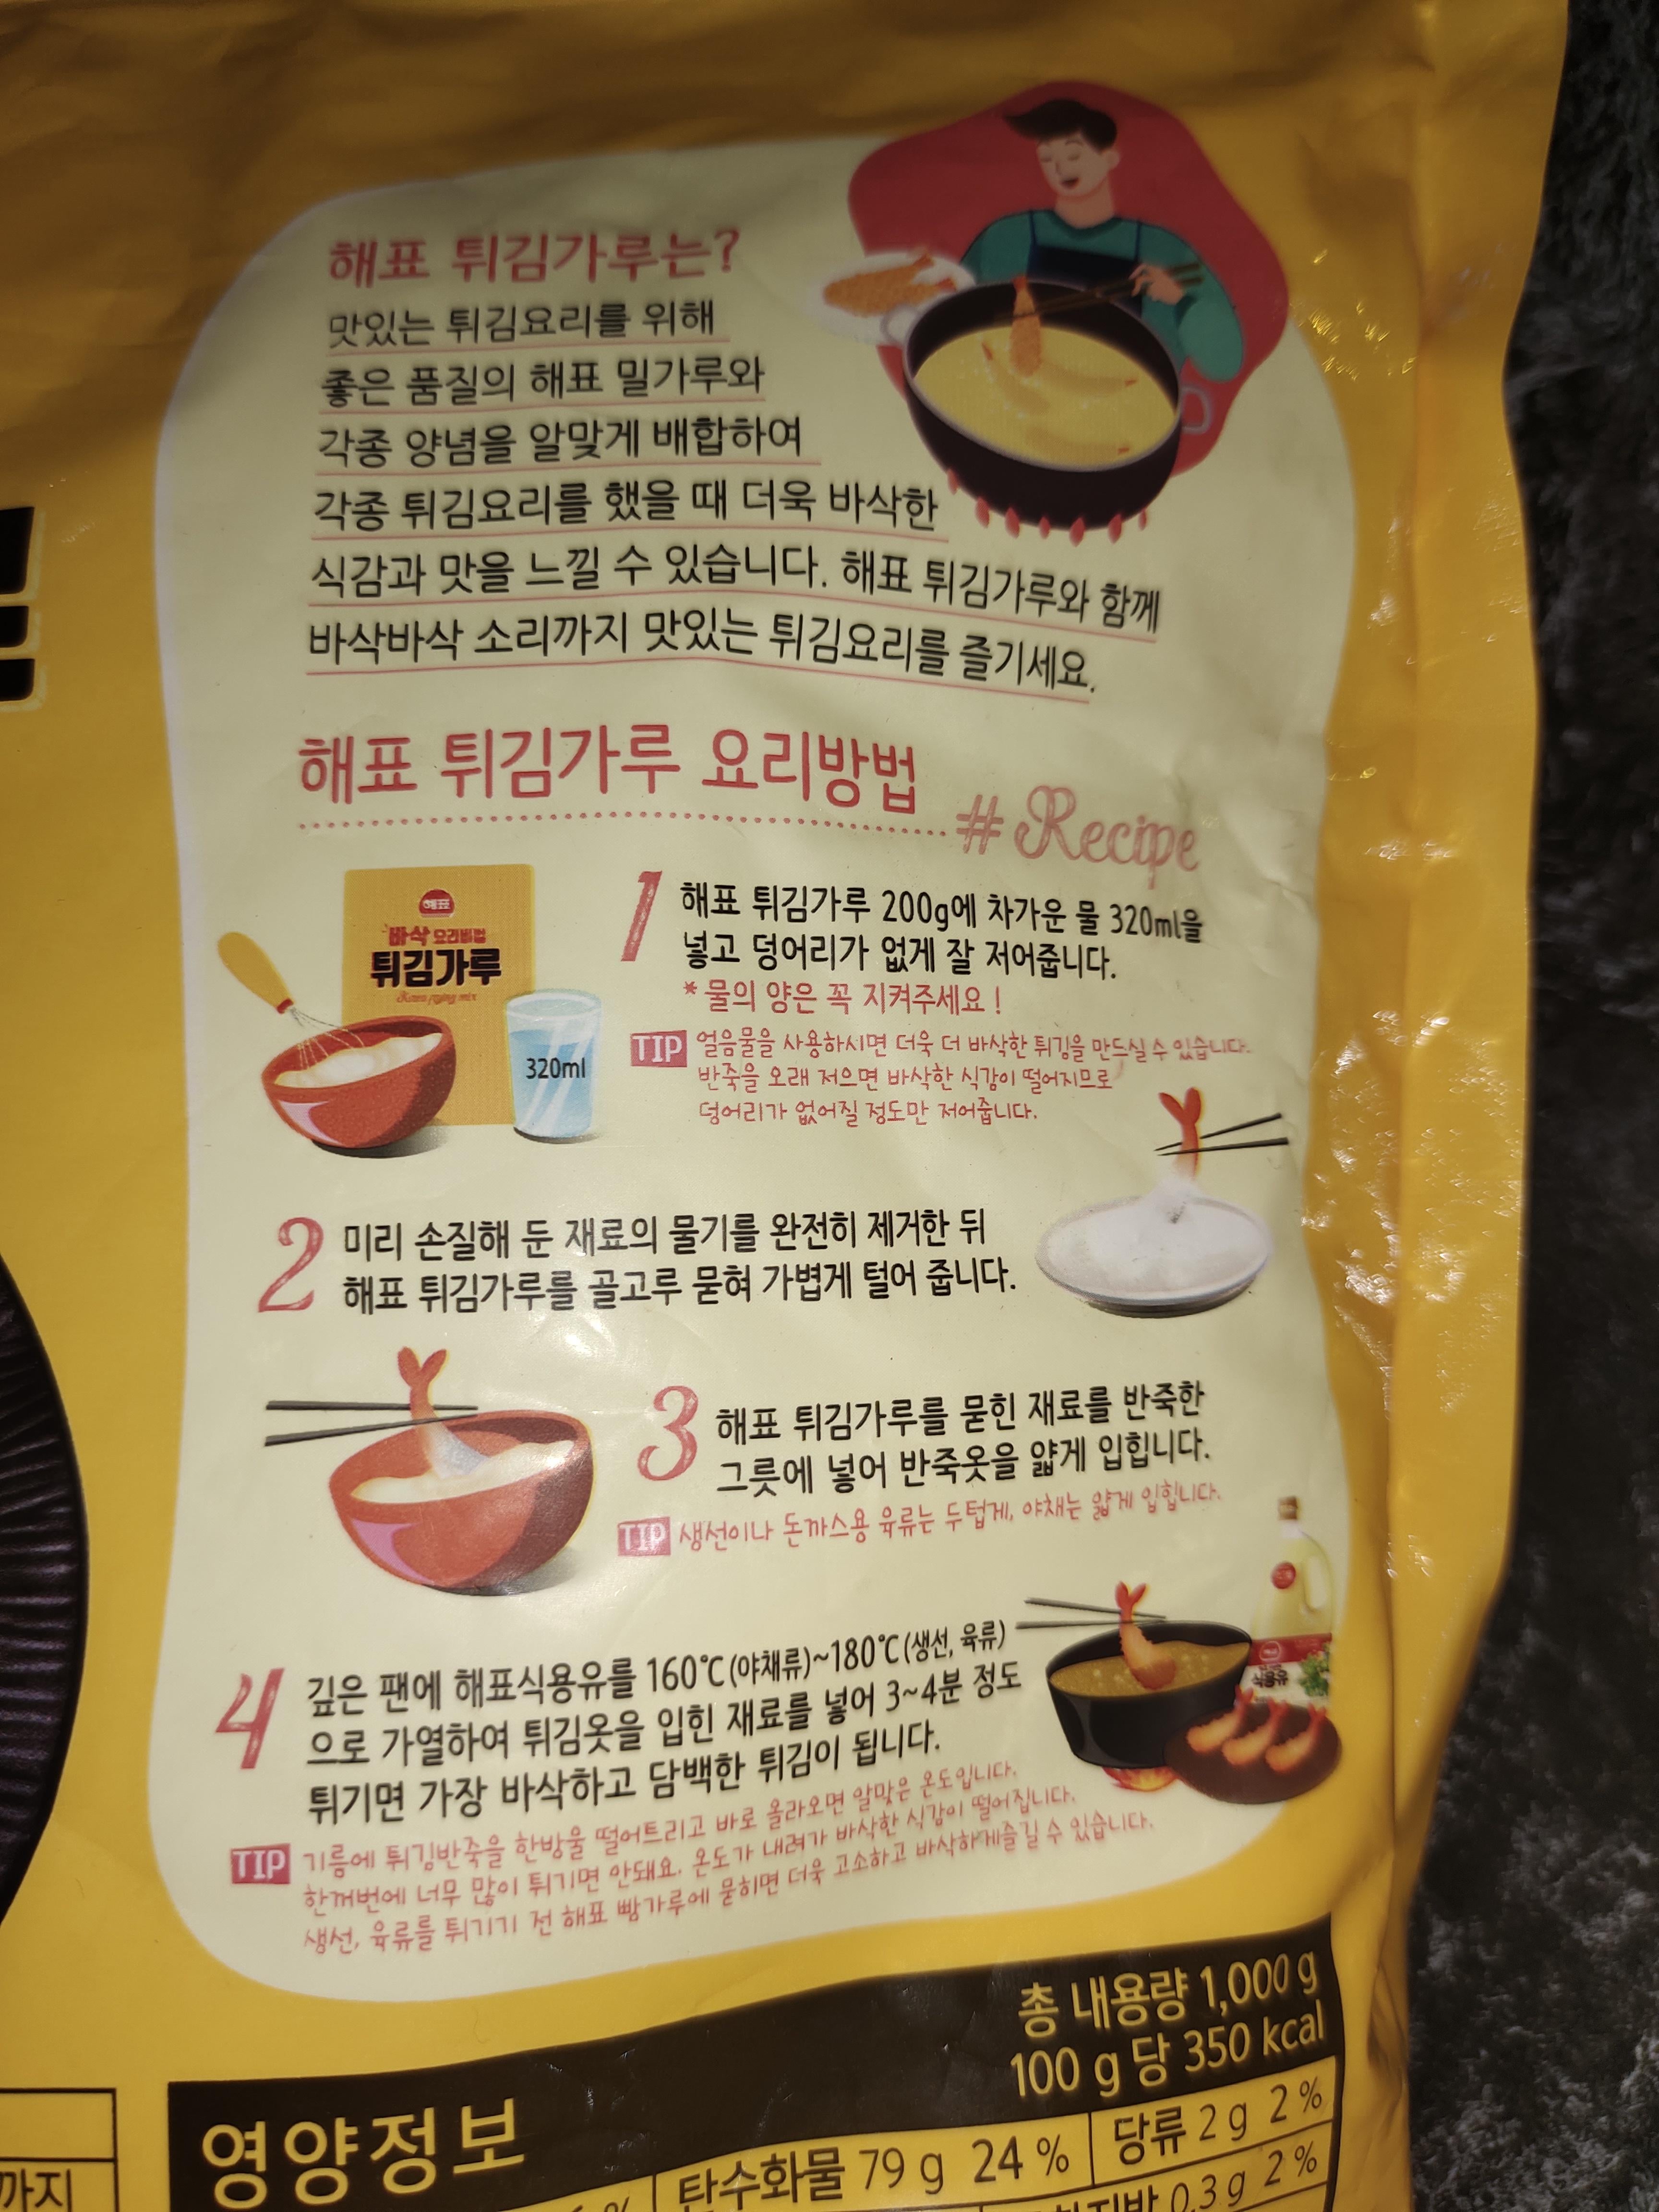 해표 튀김가루는?
맛있는 튀김요리를 위해
좋은 품질의 해표 밀가루와
각종 양념을 알맞게 배합하여
각종 튀김요리를 했을 때 더욱 바삭한
식감과 맛을 느낄 수 있습니다. 해표 튀김가루와 함께
바삭바삭 소리까지 맛있는 튀김요리를 즐기세요.
해표 튀김가루 요리방법
#Recipe
해표
바삭 요리비법
튀김가루
320ml
1 해표 튀김가루 200g에 차가운 물 320ml을
넣고 덩어리가 없게 잘 저어줍니다.
* 물의 양은 꼭 지켜주세요!
TIP 얼음물을 사용하시면 더욱 더 바삭한 튀김을 만드실 수 있습니다.
반죽을 오래 저으면 바삭한 식감이 떨어지므로
덩어리가 없어질 정도만 저어줍니다.
2 미리 손질해 둔 재료의 물기를 완전히 제거한 뒤
해표 튀김가루를 골고루 묻혀 가볍게 털어 줍니다.
3 해표 튀김가루를 묻힌 재료를 반죽한
그릇에 넣어 반죽옷을 얇게 입힙니다.
TIP 생선이나 돈까스용 육류는 두텁게, 야채는 얇게 입힙니다.
4 깊은 팬에 해표식용유를 160℃(야채류)~180℃(생선, 육류)
으로 가열하여 튀김옷을 입힌 재료를 넣어 3~4분 정도
튀기면 가장 바삭하고 담백한 튀김이 됩니다.
식용유
TIP 기름에 튀김반죽을 한방울 떨어트리고 바로 올라오면 알맞은 온도입니다.
한꺼번에 너무 많이 튀기면 안돼요. 온도가 내려가 바삭한 식감이 떨어집니다.
생선, 육류를 튀기기 전 해표 빵가루에 묻히면 더욱 고소하고 바삭하게즐길 수 있습니다.
총 내용량 1,000 g
100 g 당 350 kcal
영양정보
탄수화물 79 g 24 %
당류 2 g 2 %
0.3 g 2 %
까지